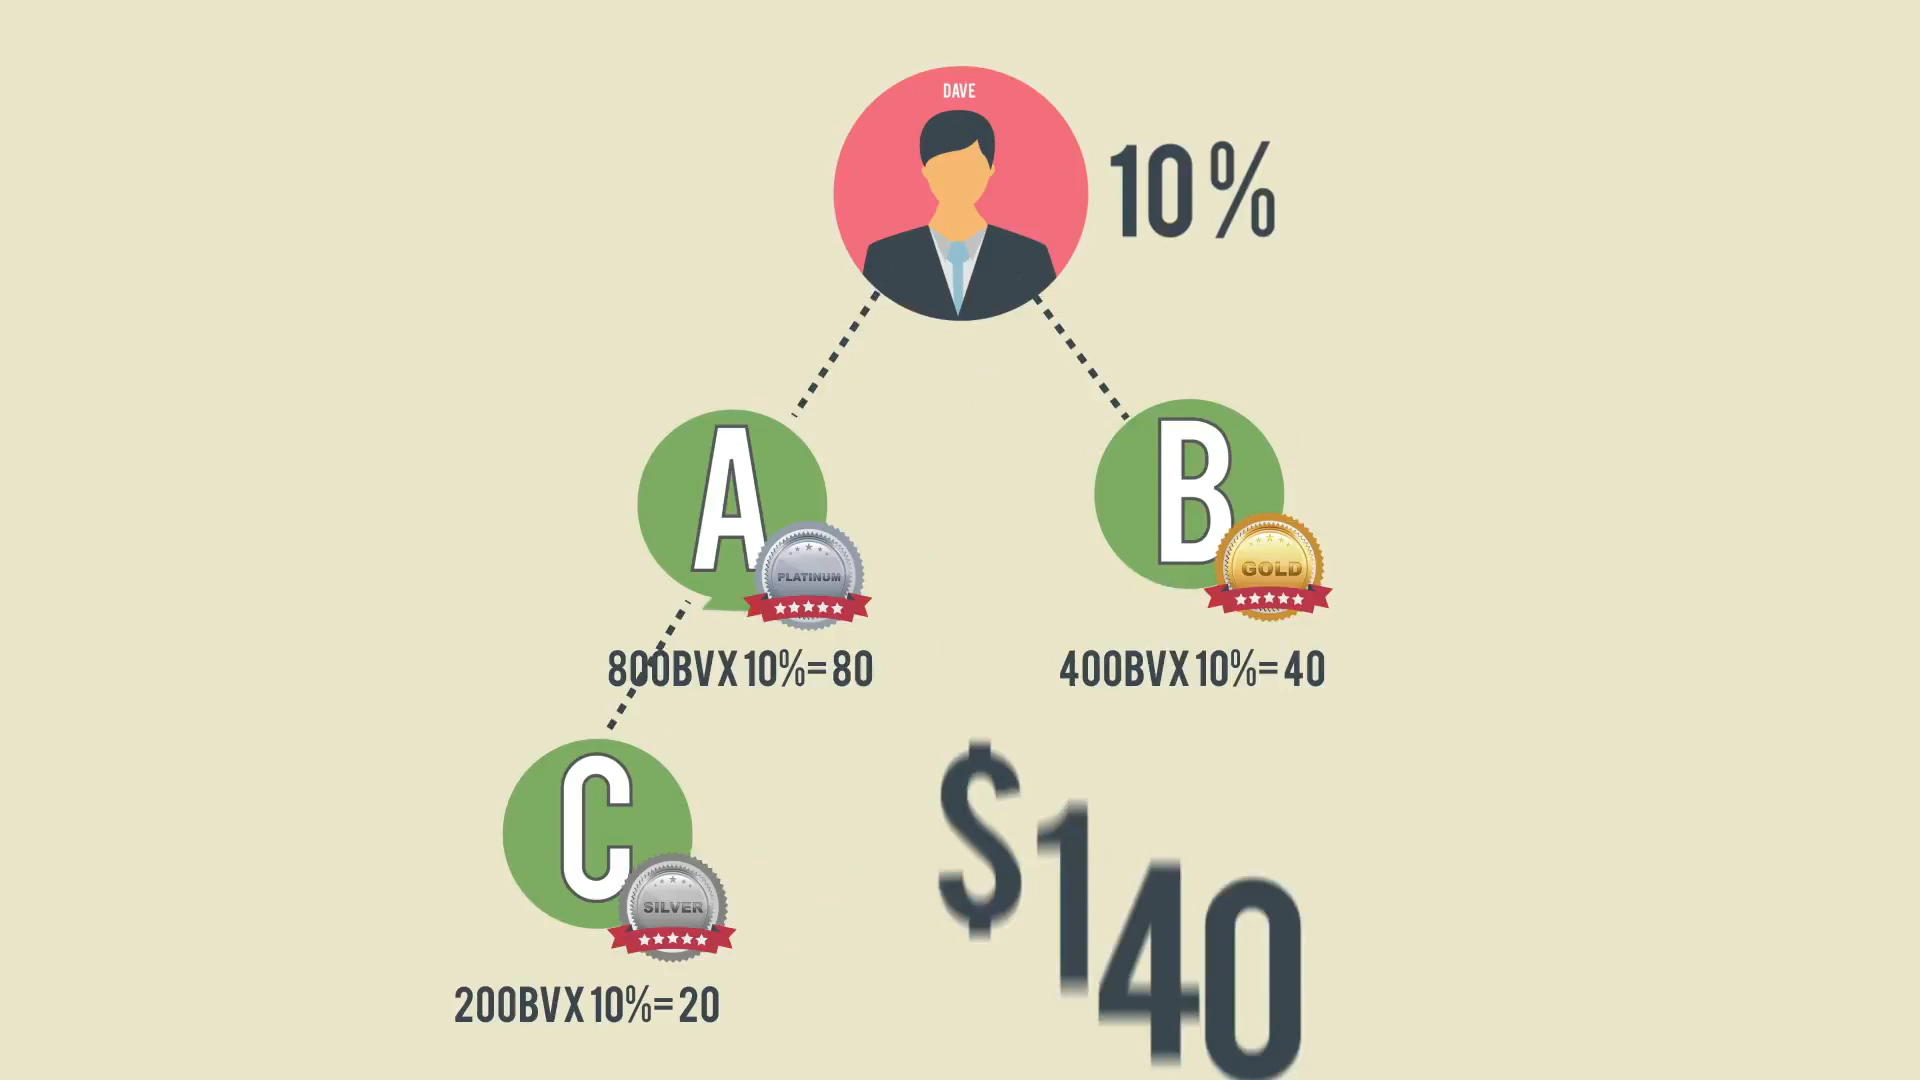 DAVE
10%
A
PLATINUM
B
GOLD
800BV X 10%= 80
400BV X 10%= 40
C
SILVER
200BV X 10%= 20
$140